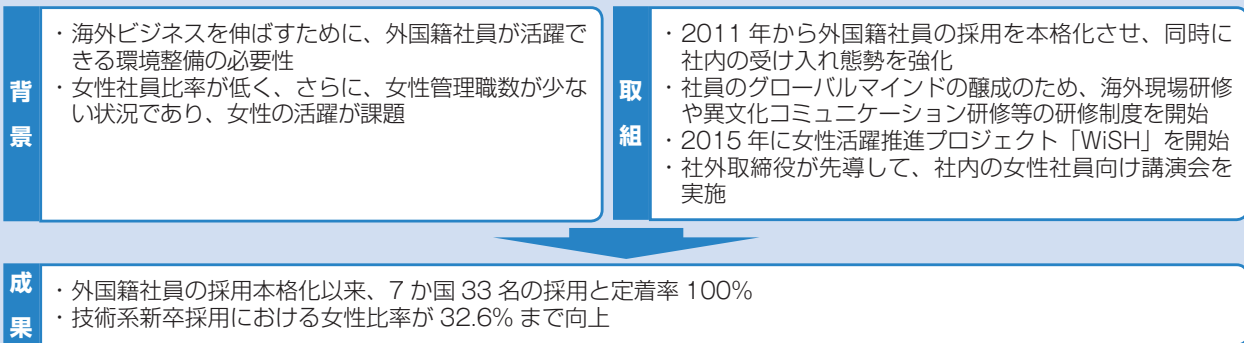 背景
・海外ビジネスを伸ばすために、外国籍社員が活躍で
きる環境整備の必要性
・女性社員比率が低く、さらに、女性管理職数が少な
い状況であり、女性の活躍が課題
取組
・2011 年から外国籍社員の採用を本格化させ、同時に
社内の受け入れ態勢を強化
・社員のグローバルマインドの醸成のため、海外現場研修
や異文化コミュニケーション研修等の研修制度を開始
・2015 年に女性活躍推進プロジェクト「WiSH」を開始
・社外取締役が先導して、社内の女性社員向け講演会を
実施
成果
・外国籍社員の採用本格化以来、7 か国 33 名の採用と定着率 100%
・技術系新卒採用における女性比率が 32.6% まで向上